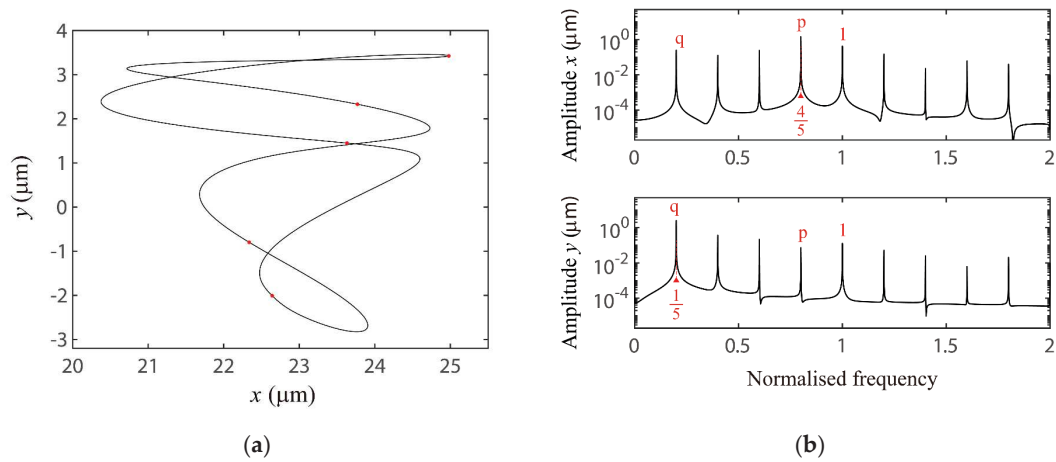 4
3
2
1
0
-1
-2
-3
y (μm)
20 21 22 23 24 25
x (μm)
(a)
Amplitude x (μm)
10^0
10^-2
10^-4
q p 1
4/5
0 0.5 1 1.5 2
Amplitude y (μm)
10^0
10^-2
10^-4
q p 1
1/5
0 0.5 1 1.5 2
Normalised frequency
(b)